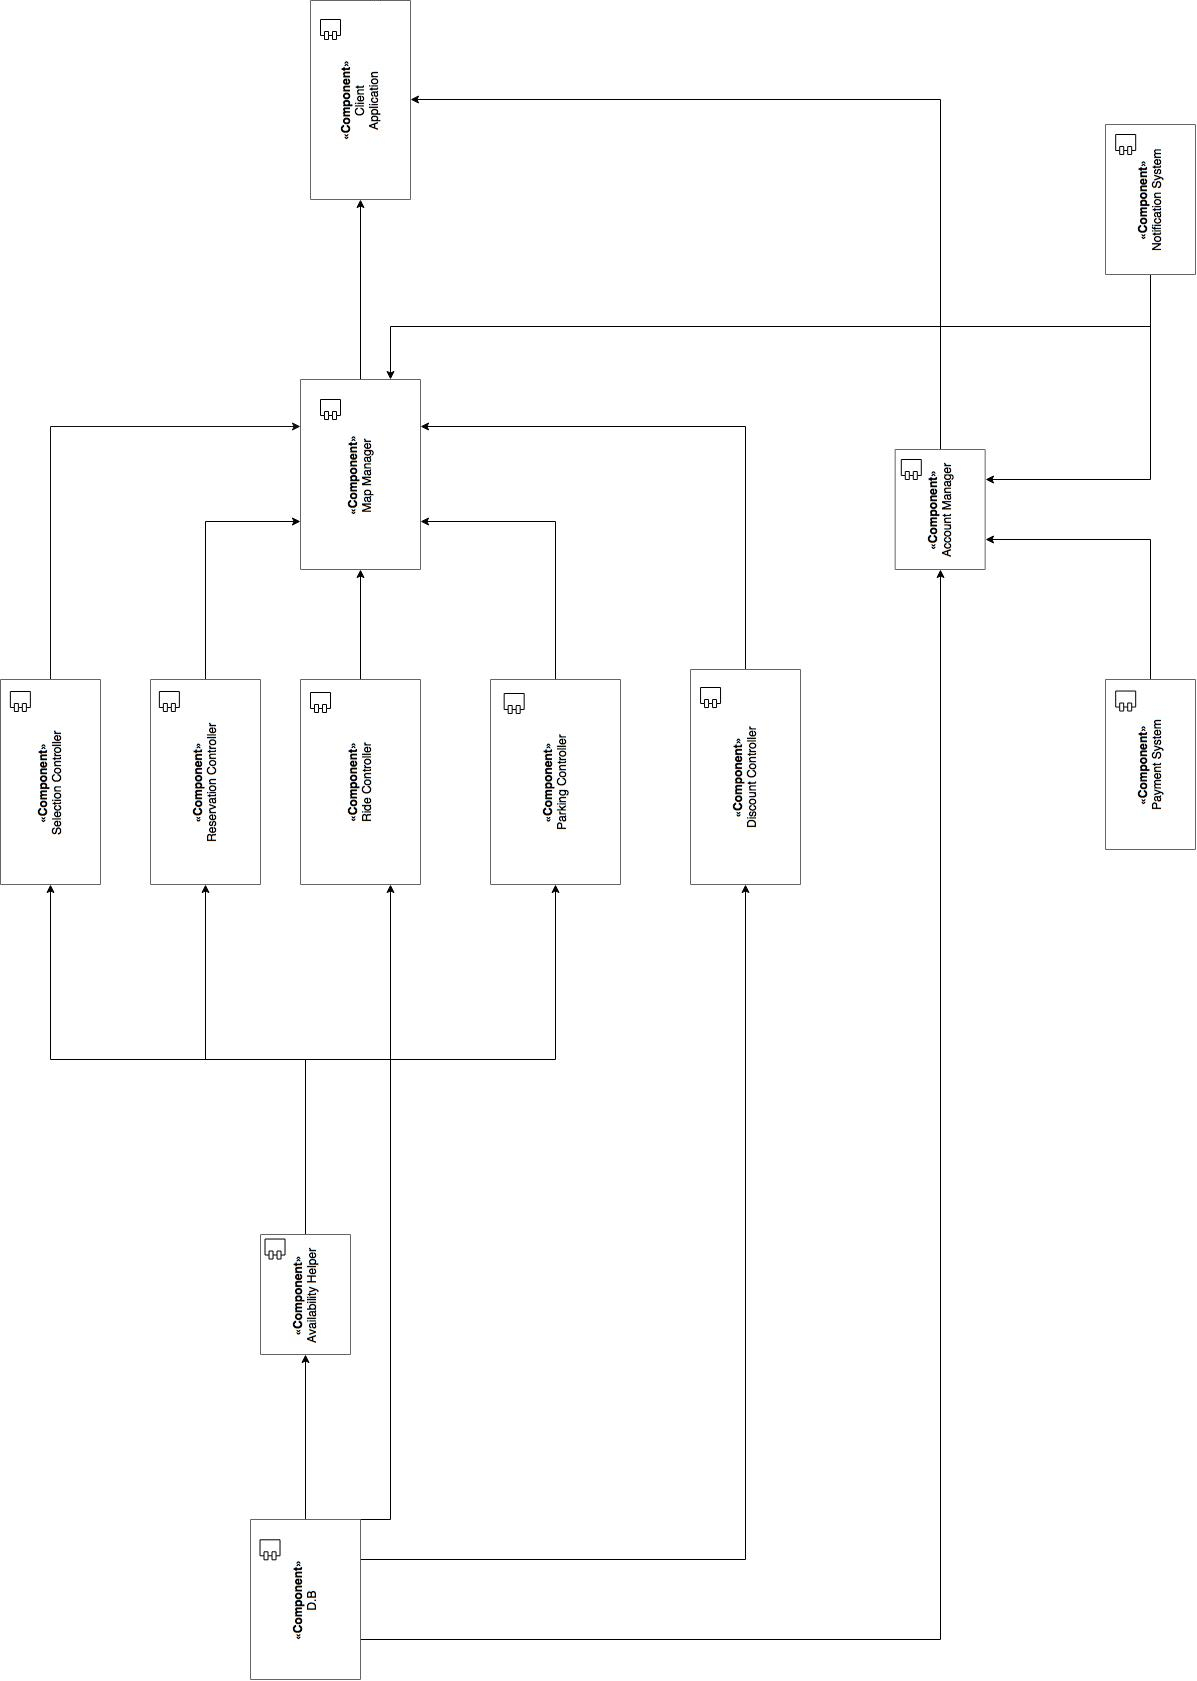 «Component»
Client
Application
«Component»
Notification System
«Component»
Map Manager
«Component»
Account Manager
«Component»
Selection Controller
«Component»
Reservation Controller
«Component»
Ride Controller
«Component»
Parking Controller
«Component»
Discount Controller
«Component»
Payment System
«Component»
Availability Helper
«Component»
D.B